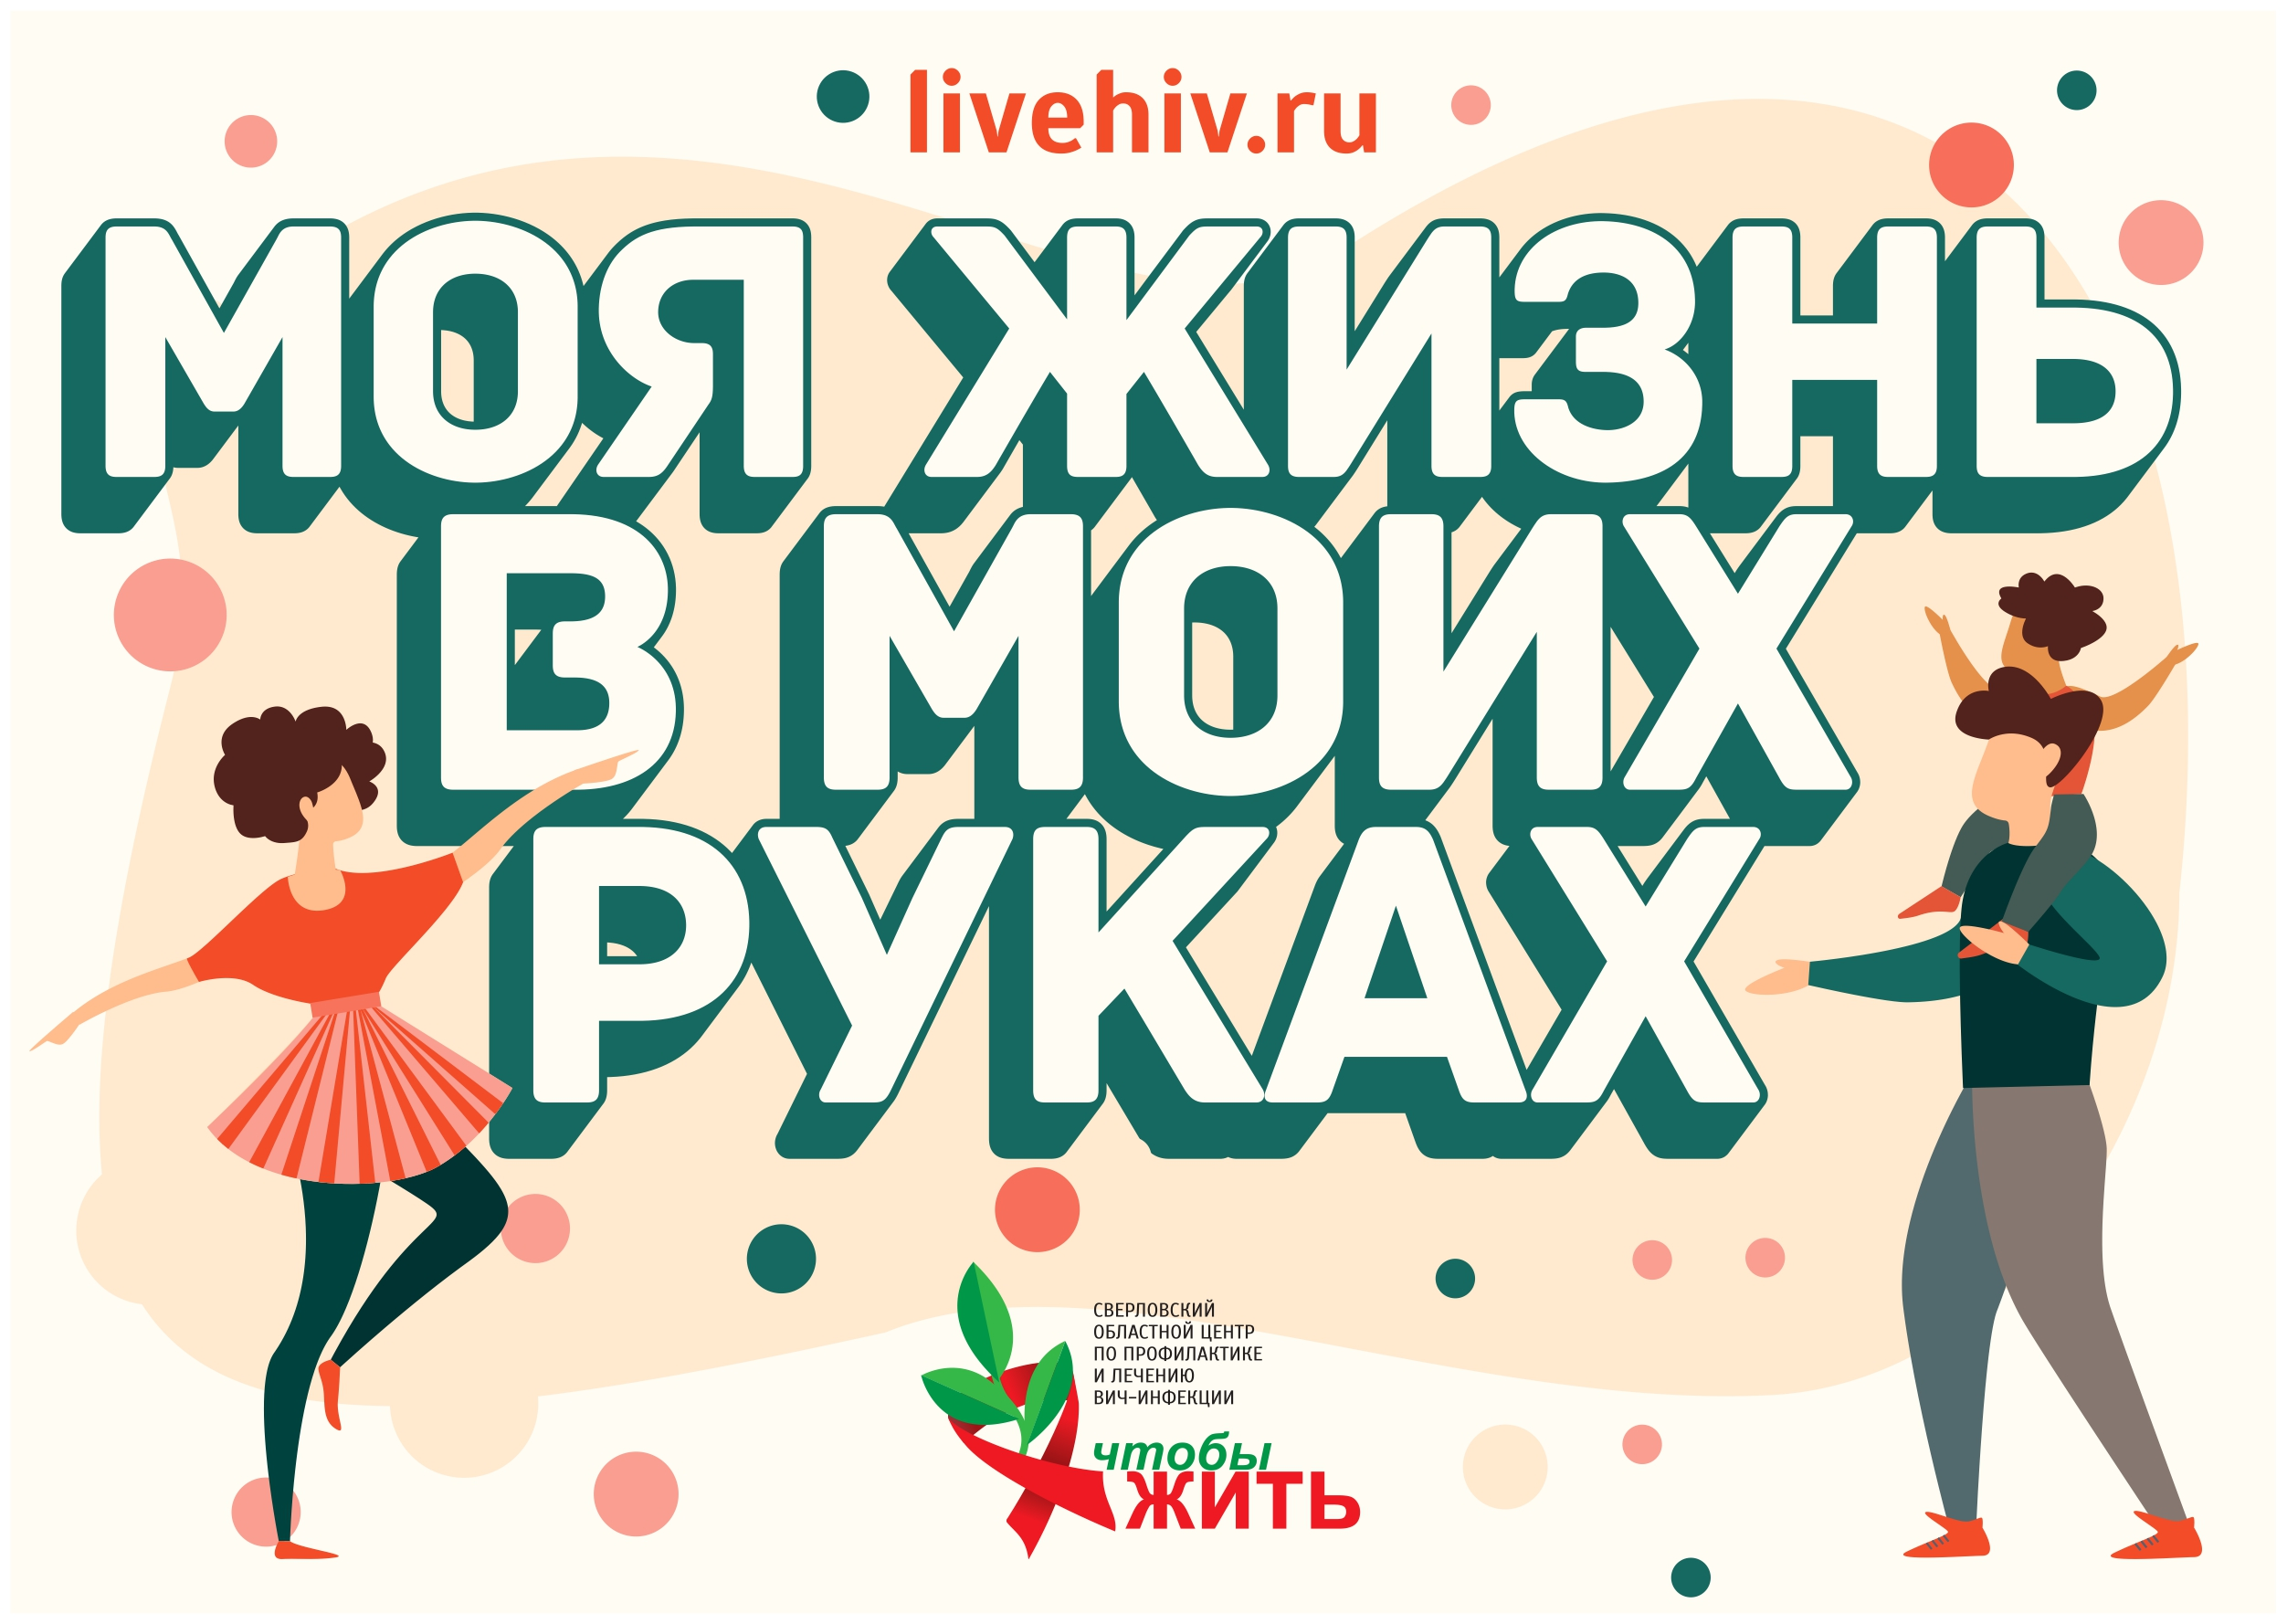 livehiv.ru
МОЯ ЖИЗНЬ
В МОИХ
РУКАХ
СВЕРЛОВСКИЙ
ОБЛАСТНОЙ ЦЕНТР
ПО ПРОФИЛАКТИКЕ
И ЛЕЧЕНИЮ
ВИЧ-ИНФЕКЦИИ
чтобы
ЖИТЬ